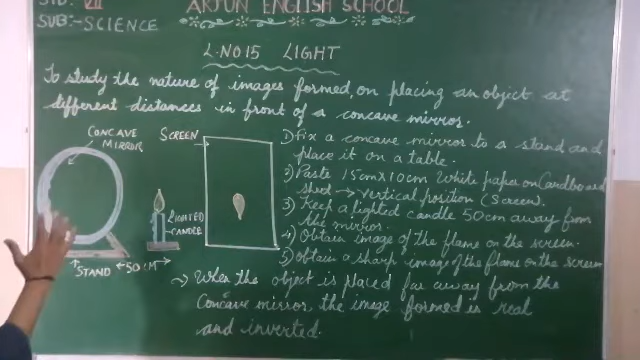 STD: VII
ARJUN ENGLISH SCHOOL
SUB:- SCIENCE
L.NO15 LIGHT
To study the nature of images formed, on placing an object at
different distances in front of a concave mirror.
CONCAVE
MIRROR
SCREEN
LIGHTED
CANDLE
STAND
50 CM
1) Fix a concave mirror to a stand and
place it on a table.
2) Paste 15cm x 10cm White paper on Cardboard
sheet → Vertical position (Screen)
3) Keep a lighted candle 50cm away from
the mirror.
4) Obtain image of the flame on the screen.
5) Obtain a sharp image of the flame on the screen
→ When the object is placed far away from the
Concave mirror, the image formed is real
and inverted.